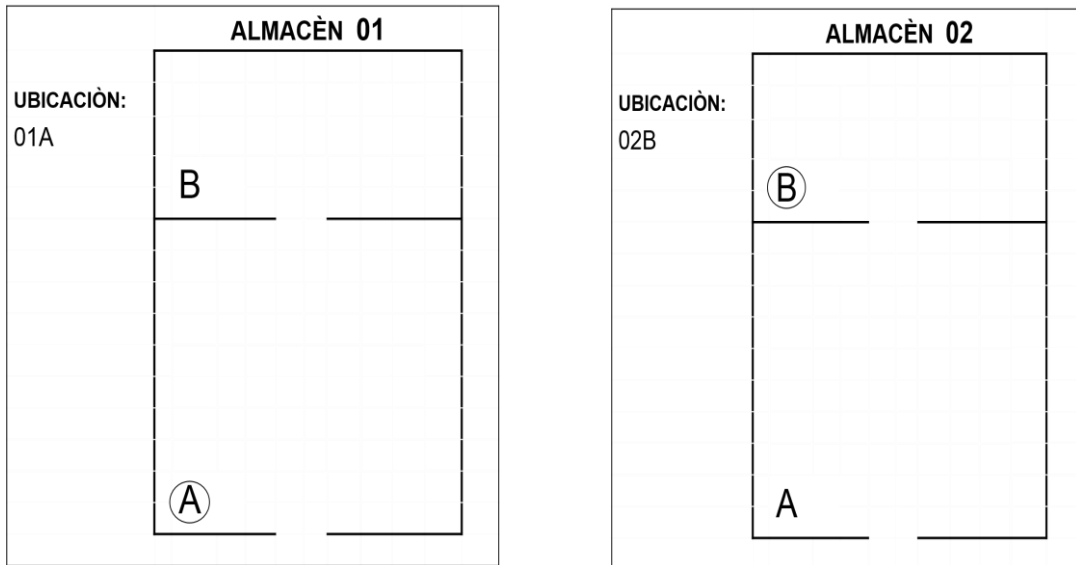 ALMACÈN 01
UBICACIÒN:
01A
B
A
ALMACÈN 02
UBICACIÒN:
02B
B
A